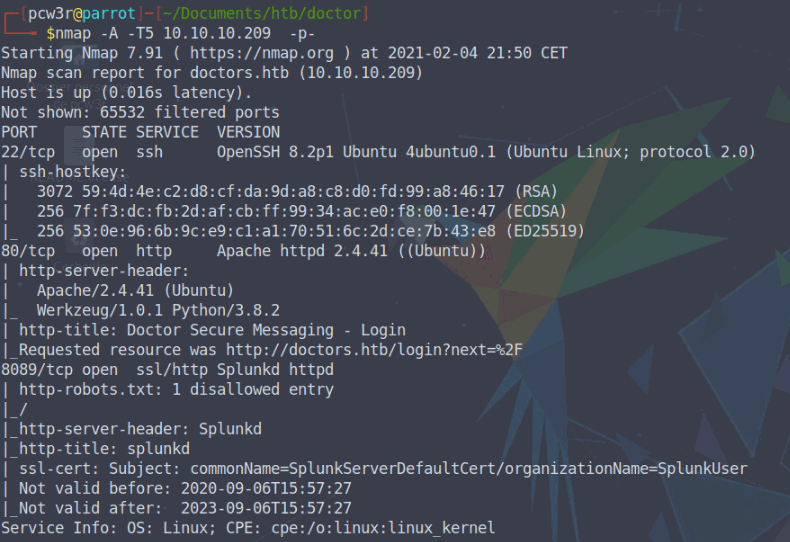 [pcw3r@parrot]-[~/Documents/htb/doctor]
$nmap -A -T5 10.10.10.209  -p-
Starting Nmap 7.91 ( https://nmap.org ) at 2021-02-04 21:50 CET
Nmap scan report for doctors.htb (10.10.10.209)
Host is up (0.016s latency).
Not shown: 65532 filtered ports
PORT     STATE SERVICE  VERSION
22/tcp   open  ssh      OpenSSH 8.2p1 Ubuntu 4ubuntu0.1 (Ubuntu Linux; protocol 2.0)
| ssh-hostkey:
|   3072 59:4d:4e:c2:d8:cf:da:9d:a8:c8:d0:fd:99:a8:46:17 (RSA)
|   256 7f:f3:dc:fb:2d:af:cb:ff:99:34:ac:e0:f8:00:1e:47 (ECDSA)
|_  256 53:0e:96:6b:9c:e9:c1:a1:70:51:6c:2d:ce:7b:43:e8 (ED25519)
80/tcp   open  http     Apache httpd 2.4.41 ((Ubuntu))
| http-server-header:
|   Apache/2.4.41 (Ubuntu)
|_  Werkzeug/1.0.1 Python/3.8.2
| http-title: Doctor Secure Messaging - Login
|_Requested resource was http://doctors.htb/login?next=%2F
8089/tcp open  ssl/http Splunkd httpd
| http-robots.txt: 1 disallowed entry
|_/
|_http-server-header: Splunkd
|_http-title: splunkd
| ssl-cert: Subject: commonName=SplunkServerDefaultCert/organizationName=SplunkUser
| Not valid before: 2020-09-06T15:57:27
|_Not valid after:  2023-09-06T15:57:27
Service Info: OS: Linux; CPE: cpe:/o:linux:linux_kernel